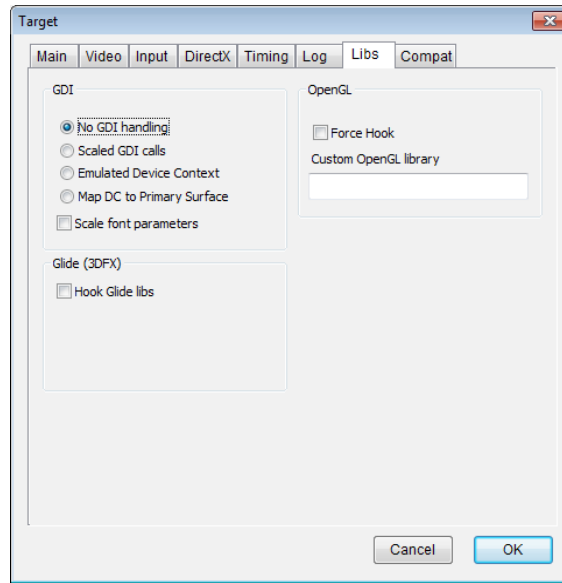 Target
Main Video Input DirectX Timing Log Libs Compat
GDI
No GDI handling
Scaled GDI calls
Emulated Device Context
Map DC to Primary Surface
Scale font parameters
OpenGL
Force Hook
Custom OpenGL library
Glide (3DFX)
Hook Glide libs
Cancel OK